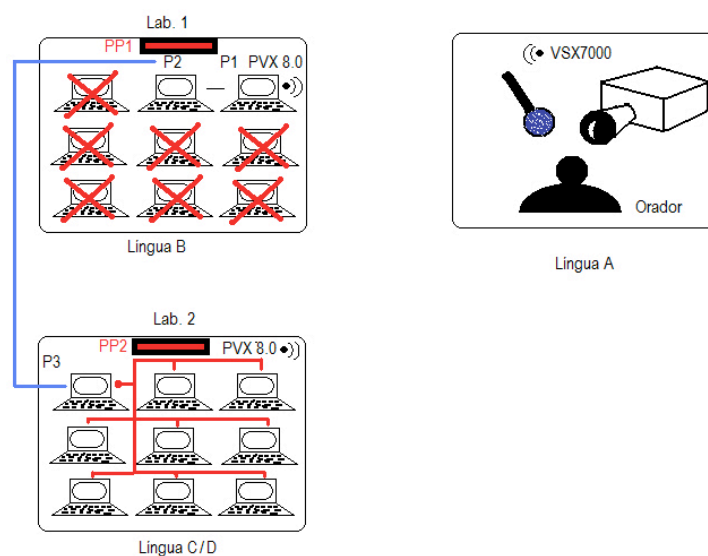 Lab. 1
PP1
P2 P1 PVX 8.0
Lingua B
VSX7000
Orador
Lingua A
Lab. 2
PP2 PVX 8.0
P3
Lingua C/D